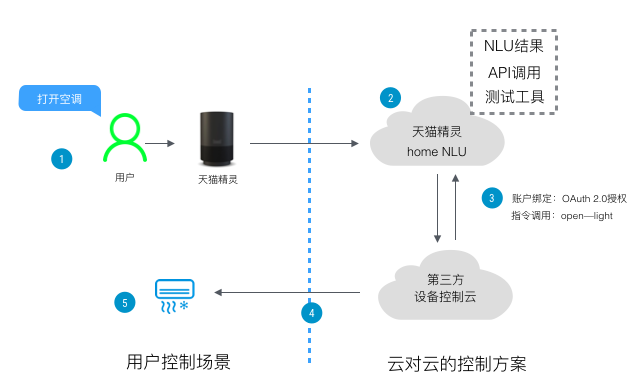 NLU结果
API调用
测试工具
打开空调
2
天猫精灵
home NLU
1
用户
天猫精灵
3
账户绑定：OAuth 2.0授权
指令调用：open—light
第三方
设备控制云
5
4
用户控制场景
云对云的控制方案